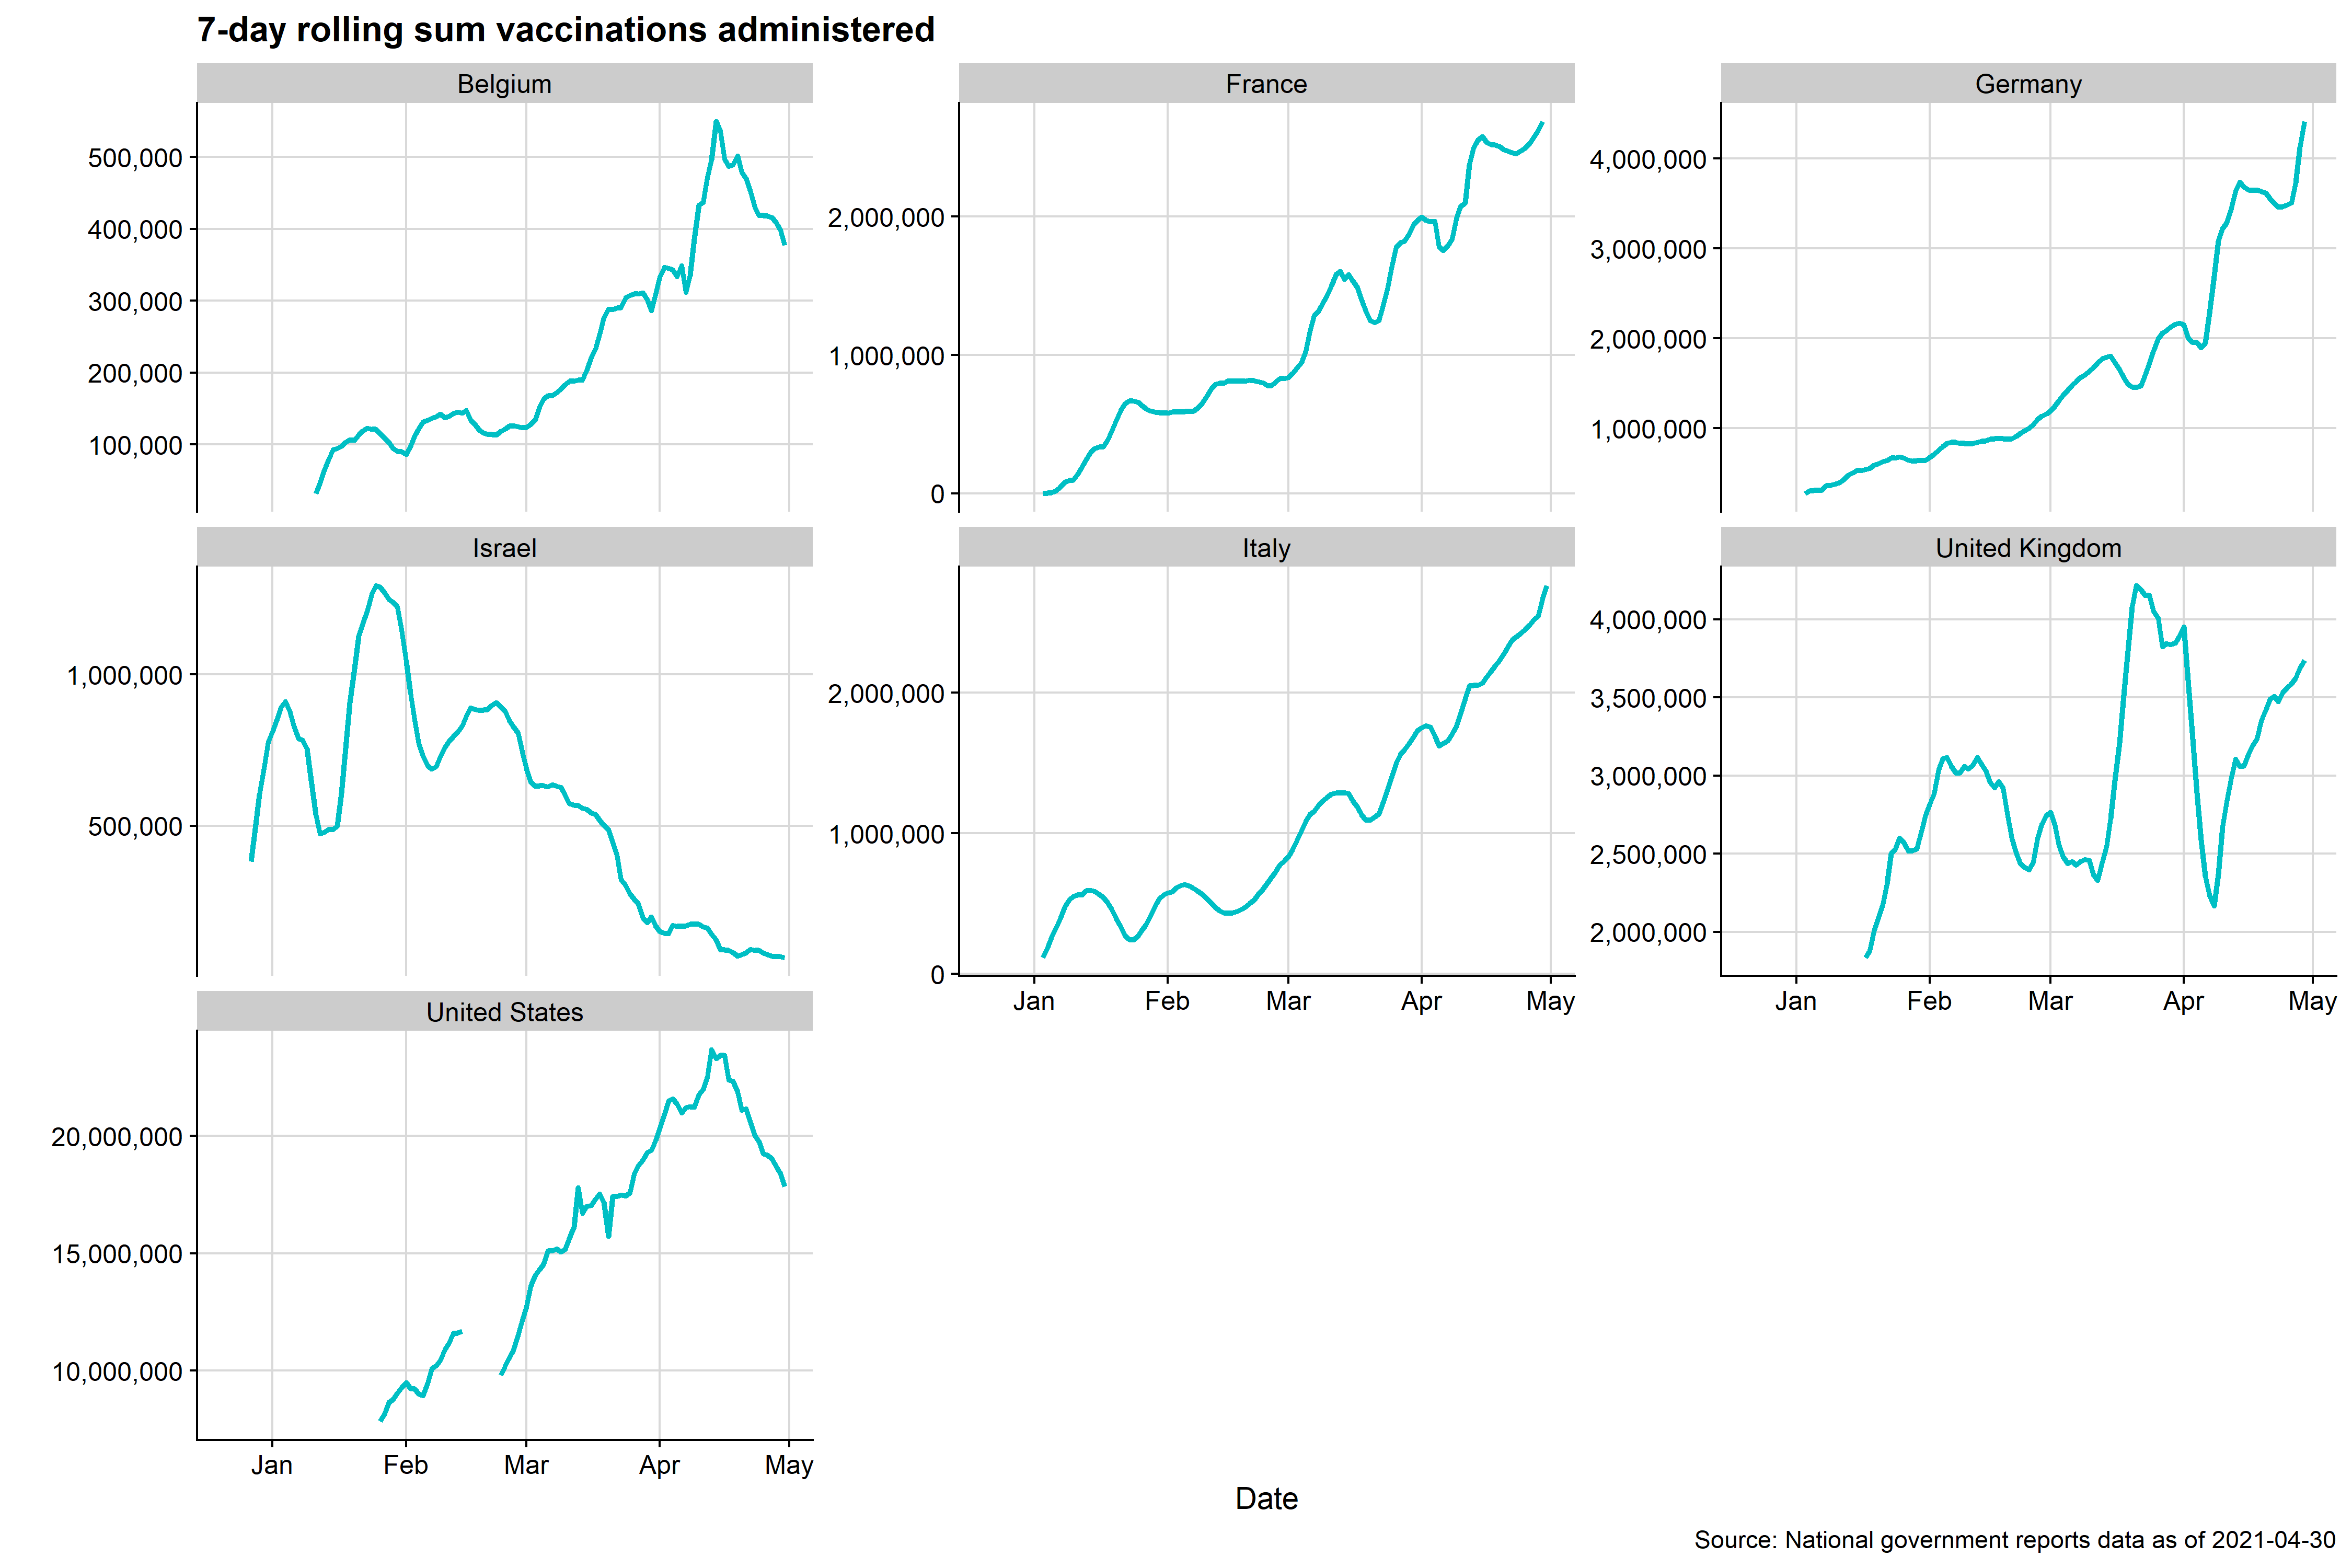 7-day rolling sum vaccinations administered
Belgium
500,000
400,000
300,000
200,000
100,000
France
2,000,000
1,000,000
0
Germany
4,000,000
3,000,000
2,000,000
1,000,000
Israel
1,000,000
500,000
Italy
2,000,000
1,000,000
0
Jan Feb Mar Apr May
United Kingdom
4,000,000
3,500,000
3,000,000
2,500,000
2,000,000
Jan Feb Mar Apr May
United States
20,000,000
15,000,000
10,000,000
Jan Feb Mar Apr May
Date
Source: National government reports data as of 2021-04-30